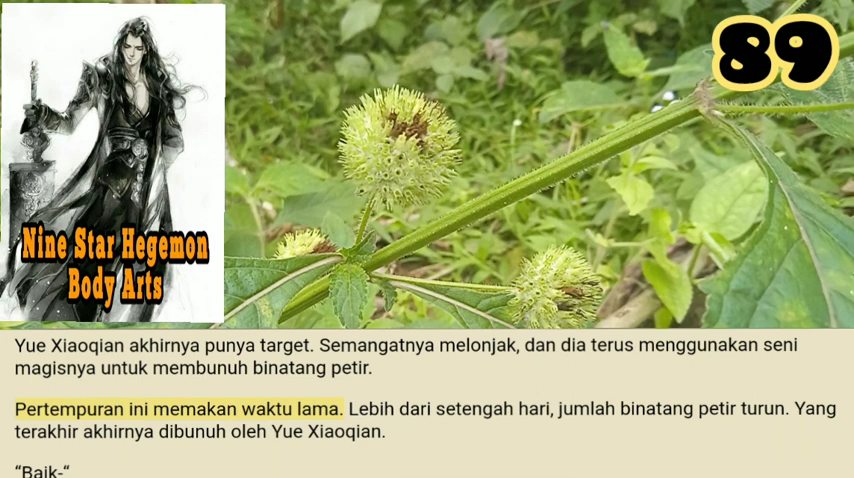 89
Nine Star Hegemon
Body Arts
Yue Xiaoqian akhirnya punya target. Semangatnya melonjak, dan dia terus menggunakan seni
magisnya untuk membunuh binatang petir.
Pertempuran ini memakan waktu lama. Lebih dari setengah hari, jumlah binatang petir turun. Yang
terakhir akhirnya dibunuh oleh Yue Xiaoqian.
“Baik-“